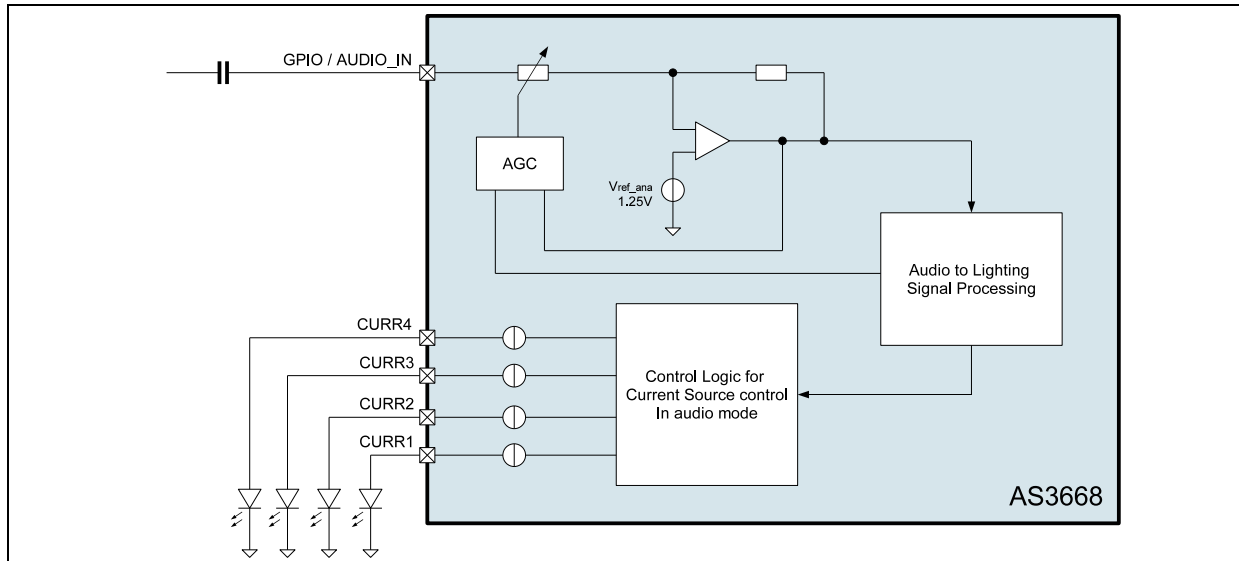 GPIO / AUDIO_IN
AGC
Vref_ana
1.25V
Audio to Lighting
Signal Processing
CURR4
CURR3
CURR2
CURR1
Control Logic for
Current Source control
In audio mode
AS3668